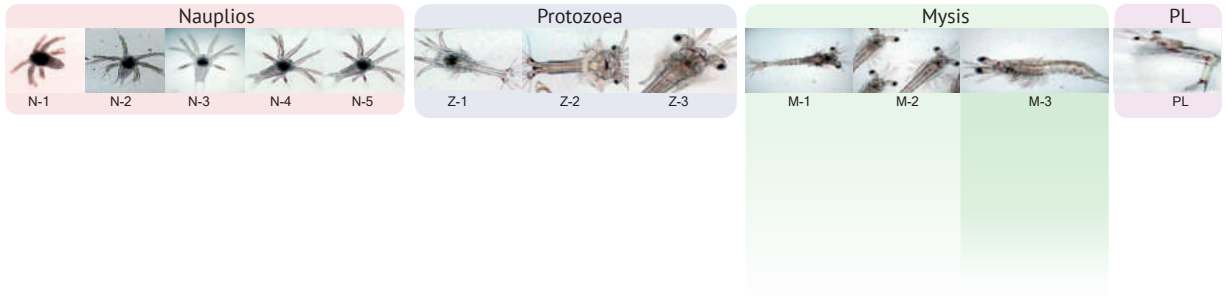 Nauplios
Protozoea
Mysis
PL
N-1
N-2
N-3
N-4
N-5
Z-1
Z-2
Z-3
M-1
M-2
M-3
PL